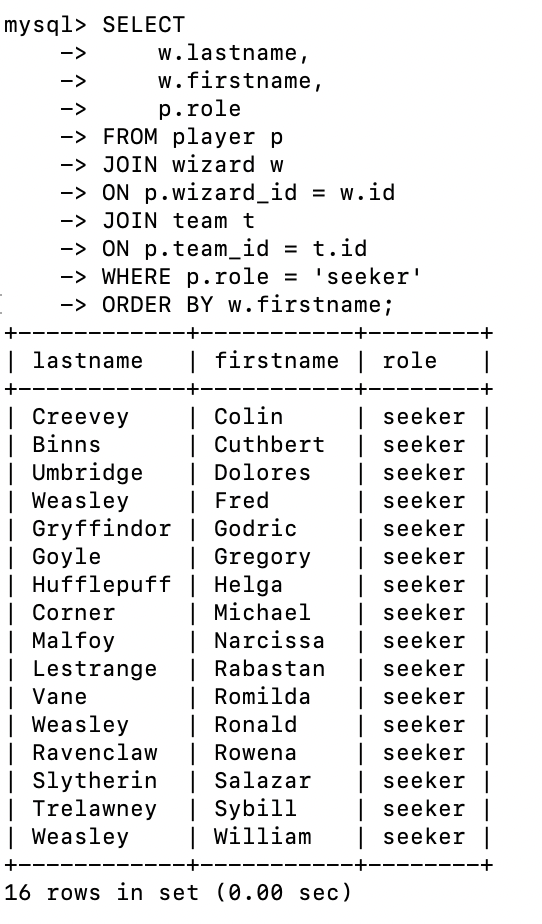 mysql> SELECT
    ->     w.lastname,
    ->     w.firstname,
    ->     p.role
    -> FROM player p
    -> JOIN wizard w
    -> ON p.wizard_id = w.id
    -> JOIN team t
    -> ON p.team_id = t.id
    -> WHERE p.role = 'seeker'
    -> ORDER BY w.firstname;
+------------+-----------+--------+
| lastname   | firstname | role   |
+------------+-----------+--------+
| Creevey    | Colin     | seeker |
| Binns      | Cuthbert  | seeker |
| Umbridge   | Dolores   | seeker |
| Weasley    | Fred      | seeker |
| Gryffindor | Godric    | seeker |
| Goyle      | Gregory   | seeker |
| Hufflepuff | Helga     | seeker |
| Corner     | Michael   | seeker |
| Malfoy     | Narcissa  | seeker |
| Lestrange  | Rabastan  | seeker |
| Vane       | Romilda   | seeker |
| Weasley    | Ronald    | seeker |
| Ravenclaw  | Rowena    | seeker |
| Slytherin  | Salazar   | seeker |
| Trelawney  | Sybill    | seeker |
| Weasley    | William   | seeker |
+------------+-----------+--------+
16 rows in set (0.00 sec)